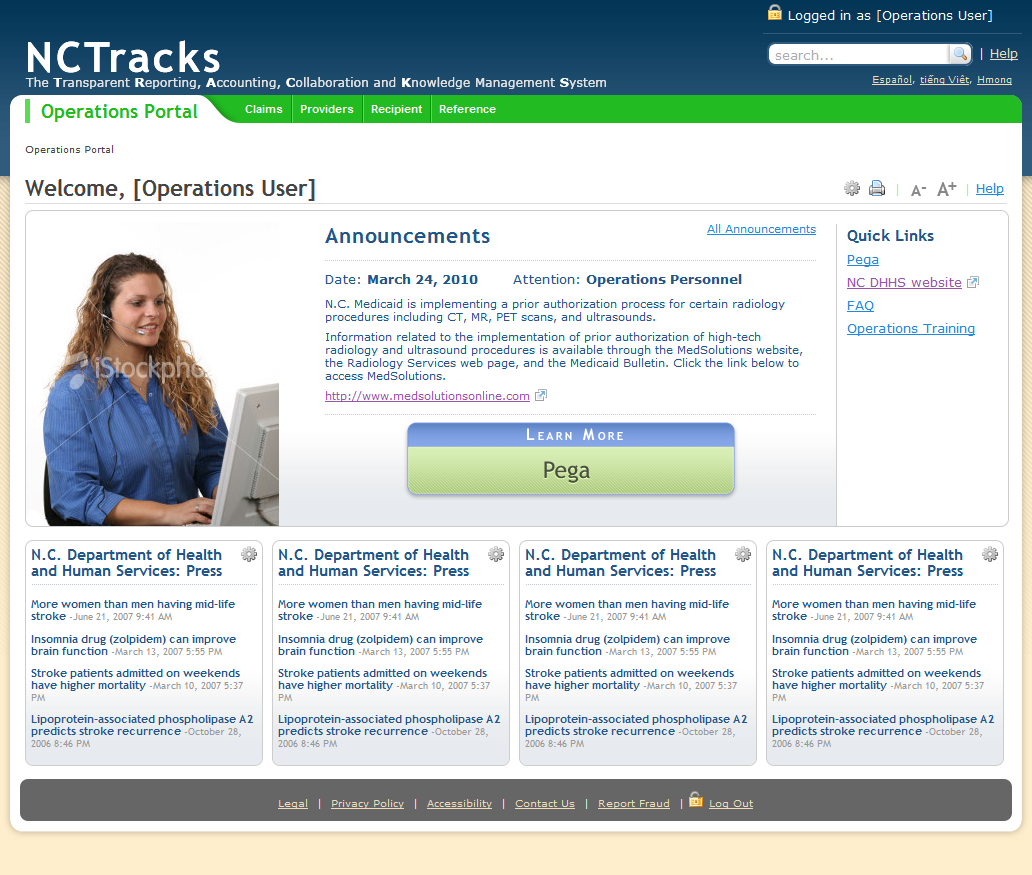 Logged in as [Operations User]
NCTracks
search... | Help
The Transparent Reporting, Accounting, Collaboration and Knowledge Management System
Español, tiếng Việt, Hmong
Operations Portal Claims Providers Recipient Reference
Operations Portal
Welcome, [Operations User]
| A- A+ | Help
Announcements
All Announcements
Date: March 24, 2010 Attention: Operations Personnel
N.C. Medicaid is implementing a prior authorization process for certain radiology
procedures including CT, MR, PET scans, and ultrasounds.
Information related to the implementation of prior authorization of high-tech
radiology and ultrasound procedures is available through the MedSolutions website,
the Radiology Services web page, and the Medicaid Bulletin. Click the link below to
access MedSolutions.
http://www.medsolutionsonline.com
Learn More
Pega
Quick Links
Pega
NC DHHS website
FAQ
Operations Training
iStockpho
N.C. Department of Health
and Human Services: Press
More women than men having mid-life
stroke -June 21, 2007 9:41 AM
Insomnia drug (zolpidem) can improve
brain function -March 13, 2007 5:55 PM
Stroke patients admitted on weekends
have higher mortality -March 10, 2007 5:37
PM
Lipoprotein-associated phospholipase A2
predicts stroke recurrence -October 28,
2006 8:46 PM
N.C. Department of Health
and Human Services: Press
More women than men having mid-life
stroke -June 21, 2007 9:41 AM
Insomnia drug (zolpidem) can improve
brain function -March 13, 2007 5:55 PM
Stroke patients admitted on weekends
have higher mortality -March 10, 2007 5:37
PM
Lipoprotein-associated phospholipase A2
predicts stroke recurrence -October 28,
2006 8:46 PM
N.C. Department of Health
and Human Services: Press
More women than men having mid-life
stroke -June 21, 2007 9:41 AM
Insomnia drug (zolpidem) can improve
brain function -March 13, 2007 5:55 PM
Stroke patients admitted on weekends
have higher mortality -March 10, 2007 5:37
PM
Lipoprotein-associated phospholipase A2
predicts stroke recurrence -October 28,
2006 8:46 PM
N.C. Department of Health
and Human Services: Press
More women than men having mid-life
stroke -June 21, 2007 9:41 AM
Insomnia drug (zolpidem) can improve
brain function -March 13, 2007 5:55 PM
Stroke patients admitted on weekends
have higher mortality -March 10, 2007 5:37
PM
Lipoprotein-associated phospholipase A2
predicts stroke recurrence -October 28,
2006 8:46 PM
Legal | Privacy Policy | Accessibility | Contact Us | Report Fraud | Log Out